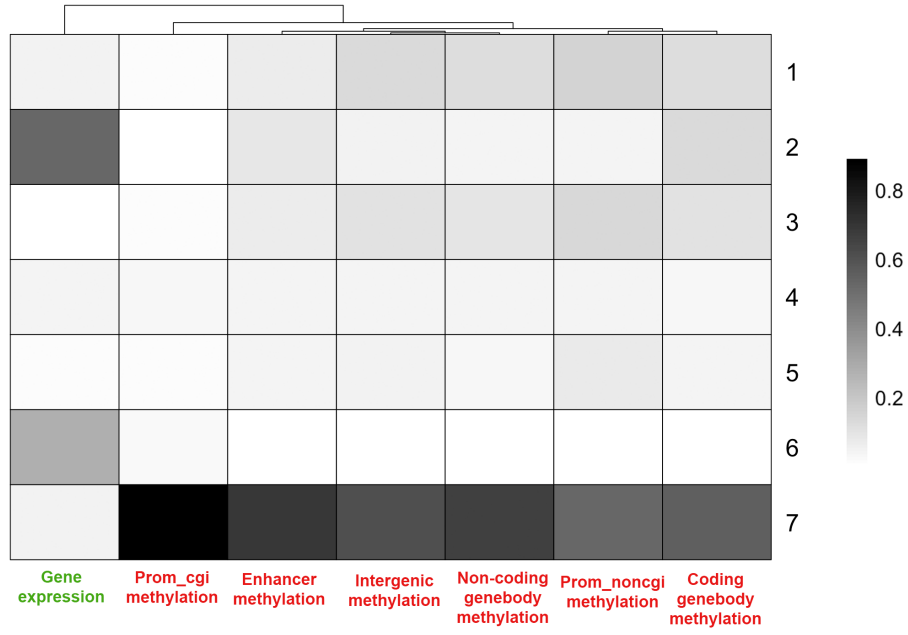 1
2
3
4
5
6
7
0.8
0.6
0.4
0.2
Gene
expression
Prom_cgi
methylation
Enhancer
methylation
Intergenic
methylation
Non-coding
genebody
methylation
Prom_noncgi
methylation
Coding
genebody
methylation